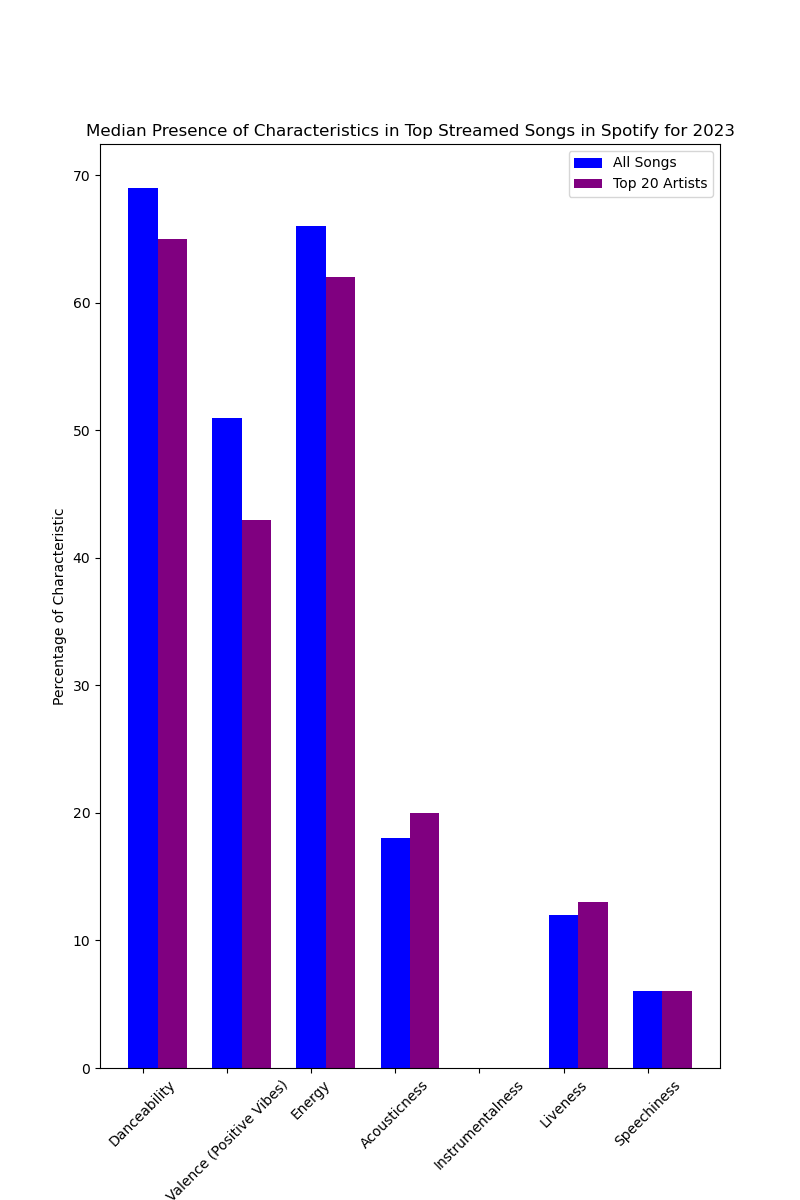 Median Presence of Characteristics in Top Streamed Songs in Spotify for 2023
All Songs
Top 20 Artists
Percentage of Characteristic
70
60
50
40
30
20
10
0
Danceability
Valence (Positive Vibes)
Energy
Acousticness
Instrumentalness
Liveness
Speechiness